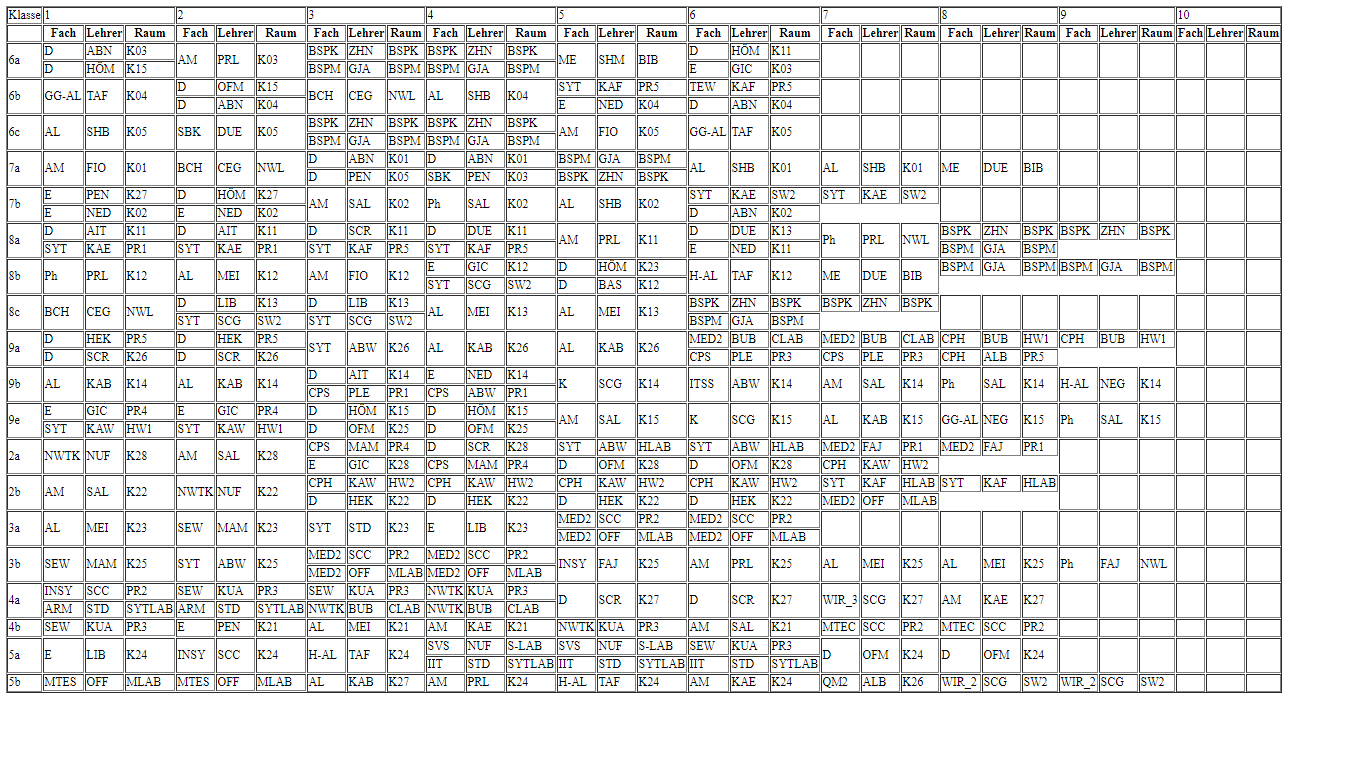 Klasse 1 2 3 4 5 6 7 8 9 10
Fach Lehrer Raum Fach Lehrer Raum Fach Lehrer Raum Fach Lehrer Raum Fach Lehrer Raum Fach Lehrer Raum Fach Lehrer Raum Fach Lehrer Raum Fach Lehrer Raum Fach Lehrer Raum
D ABN K03 BSPK ZHN BSPK BSPK ZHN BSPK D HÖM K11
6a AM PRL K03 ME SHM BIB
D HÖM K15 BSPM GJA BSPM BSPM GJA BSPM E GIC K03
D OFM K15 SYT KAF PR5 TEW KAF PR5
6b GG-AL TAF K04 BCH CEG NWL AL SHB K04
D ABN K04 E NED K04 D ABN K04
BSPK ZHN BSPK BSPK ZHN BSPK
6c AL SHB K05 SBK DUE K05 AM FIO K05 GG-AL TAF K05
BSPM GJA BSPM BSPM GJA BSPM
D ABN K01 D ABN K01 BSPM GJA BSPM
7a AM FIO K01 BCH CEG NWL AL SHB K01 AL SHB K01 ME DUE BIB
D PEN K05 SBK PEN K03 BSPK ZHN BSPK
E PEN K27 D HÖM K27 SYT KAE SW2 SYT KAE SW2
7b AM SAL K02 Ph SAL K02 AL SHB K02
E NED K02 E NED K02 D ABN K02
D AIT K11 D AIT K11 D SCR K11 D DUE K11 D DUE K13 BSPK ZHN BSPK BSPK ZHN BSPK
8a AM PRL K11 Ph PRL NWL
SYT KAE PR1 SYT KAE PR1 SYT KAF PR5 SYT KAF PR5 E NED K11 BSPM GJA BSPM
E GIC K12 D HÖM K23 BSPM GJA BSPM BSPM GJA BSPM
8b Ph PRL K12 AL MEI K12 AM FIO K12 H-AL TAF K12 ME DUE BIB
SYT SCG SW2 D BAS K12
D LIB K13 D LIB K13 BSPK ZHN BSPK BSPK ZHN BSPK
8c BCH CEG NWL AL MEI K13 AL MEI K13
SYT SCG SW2 SYT SCG SW2 BSPM GJA BSPM
D HEK PR5 D HEK PR5 MED2 BUB CLAB MED2 BUB CLAB CPH BUB HW1 CPH BUB HW1
9a SYT ABW K26 AL KAB K26 AL KAB K26
D SCR K26 D SCR K26 CPS PLE PR3 CPS PLE PR3 CPH ALB PR5
D AIT K14 E NED K14
9b AL KAB K14 AL KAB K14 K SCG K14 ITSS ABW K14 AM SAL K14 Ph SAL K14 H-AL NEG K14
CPS PLE PR1 CPS ABW PR1
E GIC PR4 E GIC PR4 D HÖM K15 D HÖM K15
9e AM SAL K15 K SCG K15 AL KAB K15 GG-AL NEG K15 Ph SAL K15
SYT KAW HW1 SYT KAW HW1 D OFM K25 D OFM K25
CPS MAM PR4 D SCR K28 SYT ABW HLAB SYT ABW HLAB MED2 FAJ PR1 MED2 FAJ PR1
2a NWTK NUF K28 AM SAL K28
E GIC K28 CPS MAM PR4 D OFM K28 D OFM K28 CPH KAW HW2
CPH KAW HW2 CPH KAW HW2 CPH KAW HW2 CPH KAW HW2 SYT KAF HLAB SYT KAF HLAB
2b AM SAL K22 NWTK NUF K22
D HEK K22 D HEK K22 D HEK K22 D HEK K22 MED2 OFF MLAB
MED2 SCC PR2 MED2 SCC PR2
3a AL MEI K23 SEW MAM K23 SYT STD K23 E LIB K23
MED2 OFF MLAB MED2 OFF MLAB
MED2 SCC PR2 MED2 SCC PR2
3b SEW MAM K25 SYT ABW K25 INSY FAJ K25 AM PRL K25 AL MEI K25 AL MEI K25 Ph FAJ NWL
MED2 OFF MLAB MED2 OFF MLAB
INSY SCC PR2 SEW KUA PR3 SEW KUA PR3 NWTK KUA PR3
4a D SCR K27 D SCR K27 WIR_3 SCG K27 AM KAE K27
ARM STD SYTLAB ARM STD SYTLAB NWTK BUB CLAB NWTK BUB CLAB
4b SEW KUA PR3 E PEN K21 AL MEI K21 AM KAE K21 NWTK KUA PR3 AM SAL K21 MTEC SCC PR2 MTEC SCC PR2
SVS NUF S-LAB SVS NUF S-LAB SEW KUA PR3
5a E LIB K24 INSY SCC K24 H-AL TAF K24 D OFM K24 D OFM K24
IIT STD SYTLAB IIT STD SYTLAB IIT STD SYTLAB
5b MTES OFF MLAB MTES OFF MLAB AL KAB K27 AM PRL K24 H-AL TAF K24 AM KAE K24 QM2 ALB K26 WIR_2 SCG SW2 WIR_2 SCG SW2